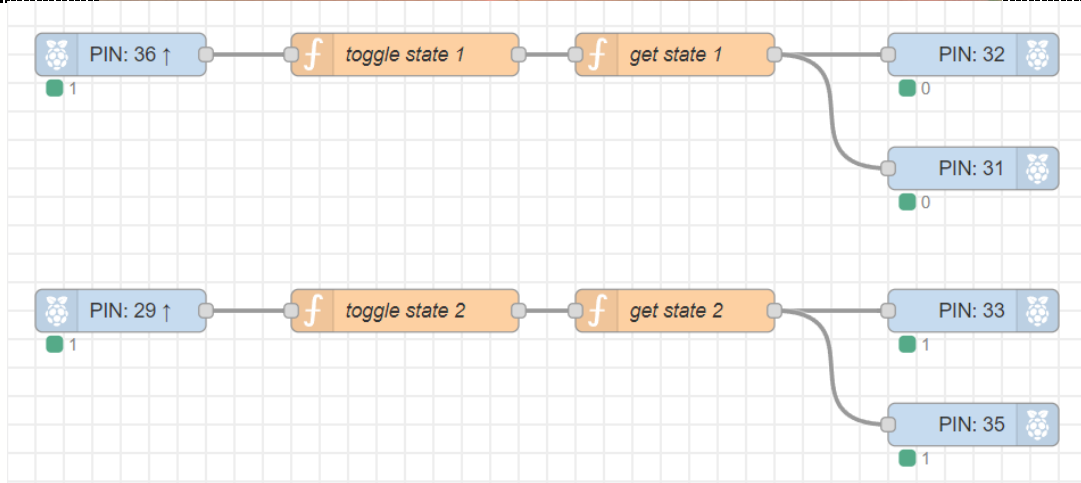 PIN: 36 ↑ toggle state 1 get state 1 PIN: 32
1 0
PIN: 31
0
PIN: 29 ↑ toggle state 2 get state 2 PIN: 33
1 1
PIN: 35
1